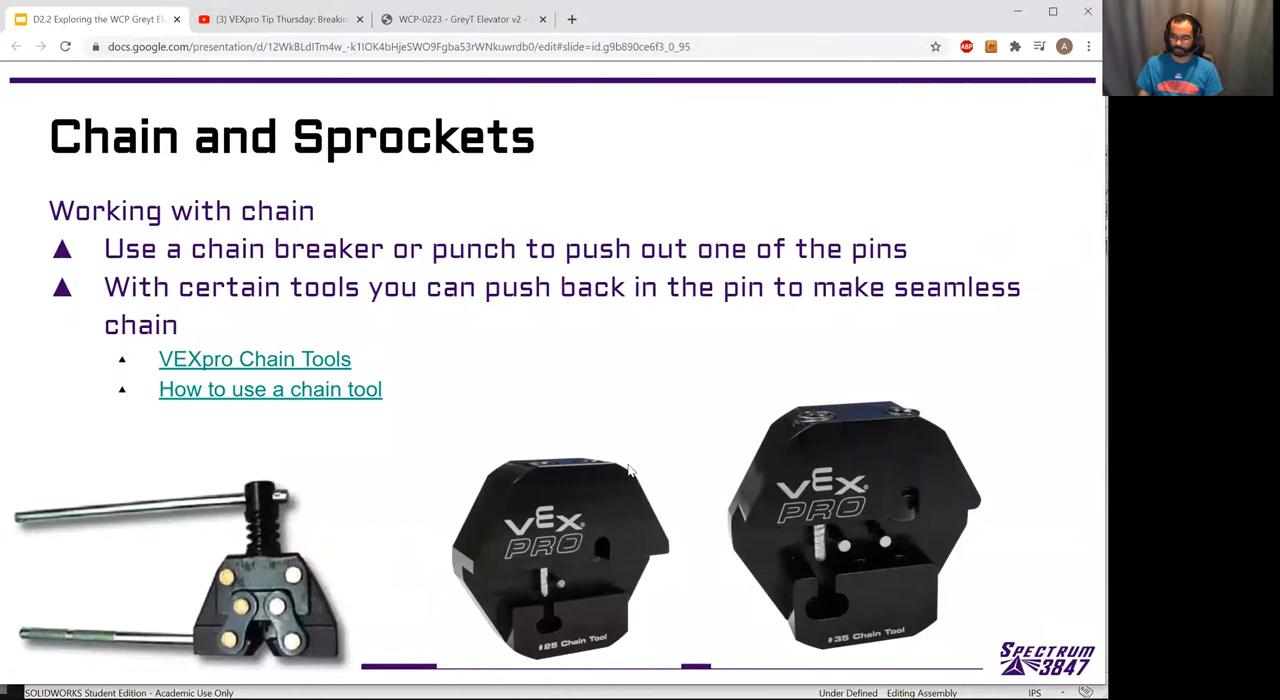 D2.2 Exploring the WCP Greyt El
(3) VEXpro Tip Thursday: Breakin
WCP-0223 - GreyT Elevator v2 -
docs.google.com/presentation/d/12WkBLdITm4w_-k1IOK4bHjeSWO9Fgba53rWNkuwrdb0/edit#slide=id.g9b890ce6f3_0_95
ABP
A
Chain and Sprockets
Working with chain
▲ Use a chain breaker or punch to push out one of the pins
▲ With certain tools you can push back in the pin to make seamless
chain
▲ VEXpro Chain Tools
▲ How to use a chain tool
VEX
PRO
#25 Chain Tool
VEX
PRO
#35 Chain Tool
SPECTRUM
3847
SOLIDWORKS Student Edition - Academic Use Only
Under Defined
Editing Assembly
IPS